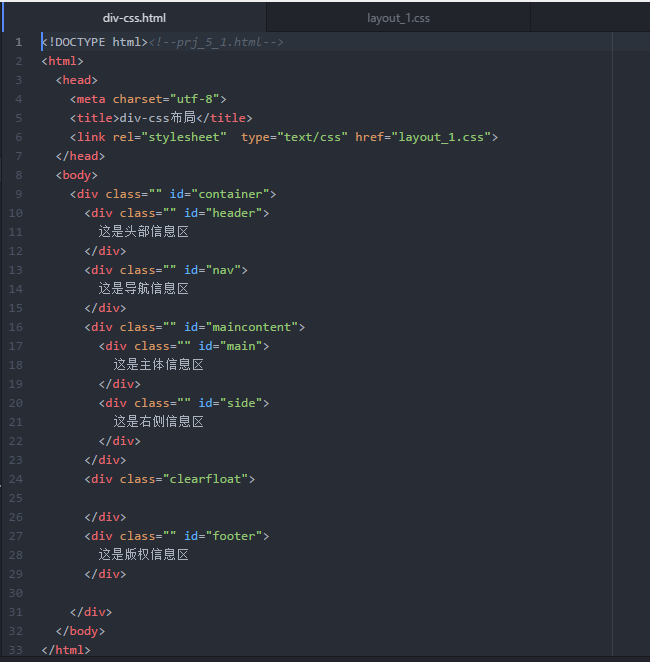 div-css.html
layout_1.css
1 <!DOCTYPE html><!--prj_5_1.html-->
2 <html>
3   <head>
4     <meta charset="utf-8">
5     <title>div-css布局</title>
6     <link rel="stylesheet"  type="text/css" href="layout_1.css">
7   </head>
8   <body>
9     <div class="" id="container">
10       <div class="" id="header">
11         这是头部信息区
12       </div>
13       <div class="" id="nav">
14         这是导航信息区
15       </div>
16       <div class="" id="maincontent">
17         <div class="" id="main">
18           这是主体信息区
19         </div>
20         <div class="" id="side">
21           这是右侧信息区
22         </div>
23       </div>
24       <div class="clearfloat">
25
26       </div>
27       <div class="" id="footer">
28         这是版权信息区
29       </div>
30
31     </div>
32   </body>
33 </html>